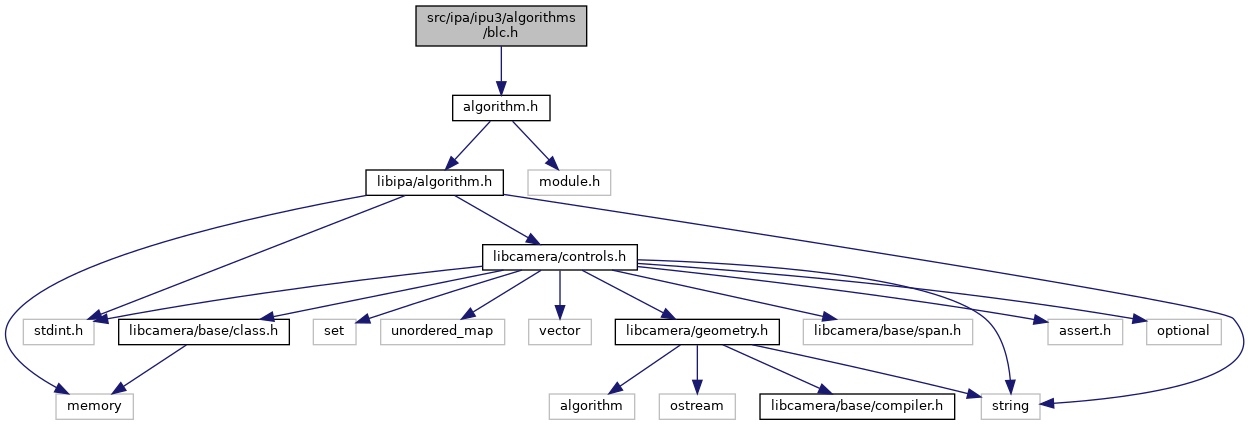 src/ipa/ipu3/algorithms
/blc.h
algorithm.h
libipa/algorithm.h
module.h
libcamera/controls.h
stdint.h
libcamera/base/class.h
set
unordered_map
vector
libcamera/geometry.h
libcamera/base/span.h
assert.h
optional
memory
algorithm
ostream
libcamera/base/compiler.h
string